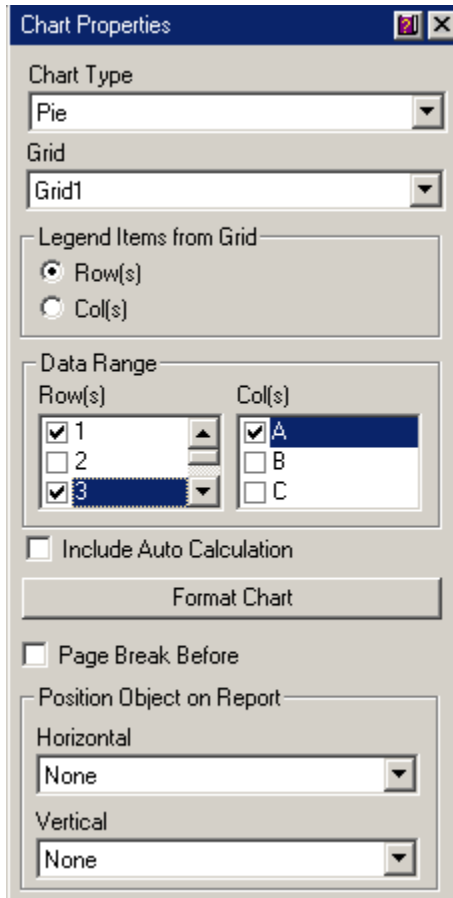 Chart Properties
Chart Type
Pie
Grid
Grid1
Legend Items from Grid
Row(s)
Col(s)
Data Range
Row(s) Col(s)
1 A
2 B
3 C
Include Auto Calculation
Format Chart
Page Break Before
Position Object on Report
Horizontal
None
Vertical
None